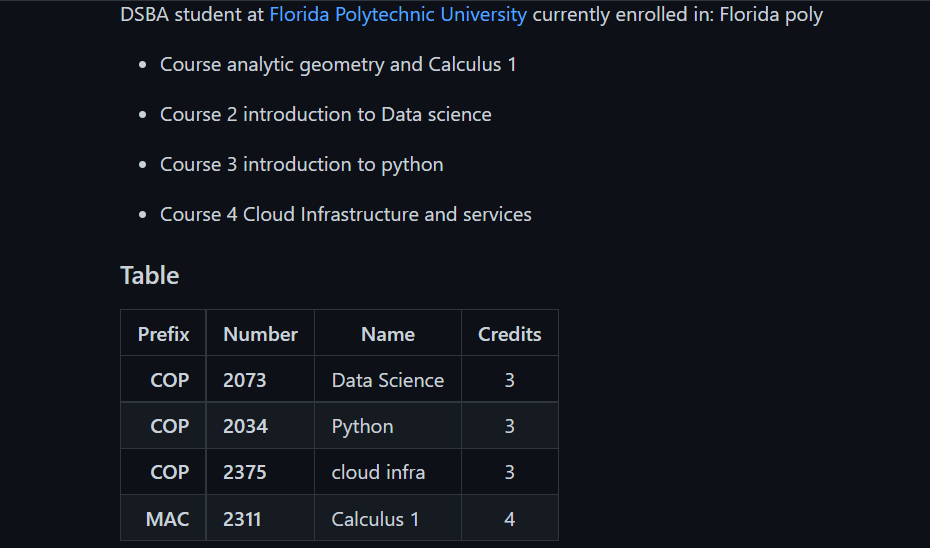 DSBA student at Florida Polytechnic University currently enrolled in: Florida poly
Course analytic geometry and Calculus 1
Course 2 introduction to Data science
Course 3 introduction to python
Course 4 Cloud Infrastructure and services
Table
Prefix Number Name Credits
COP 2073 Data Science 3
COP 2034 Python 3
COP 2375 cloud infra 3
MAC 2311 Calculus 1 4